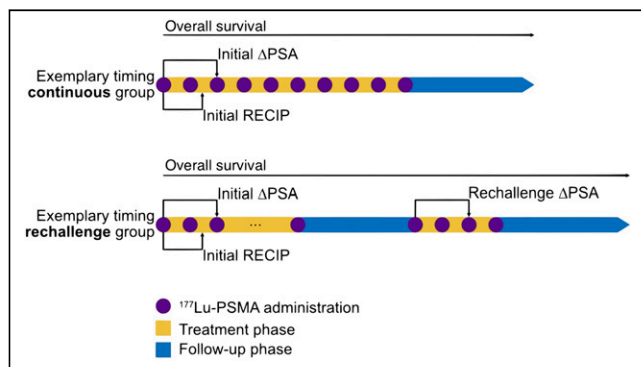 Overall survival
Initial ΔPSA
Exemplary timing
continuous group
Initial RECIP
Overall survival
Initial ΔPSA
Rechallenge ΔPSA
Exemplary timing
...
rechallenge group
Initial RECIP
¹⁷⁷Lu-PSMA administration
Treatment phase
Follow-up phase